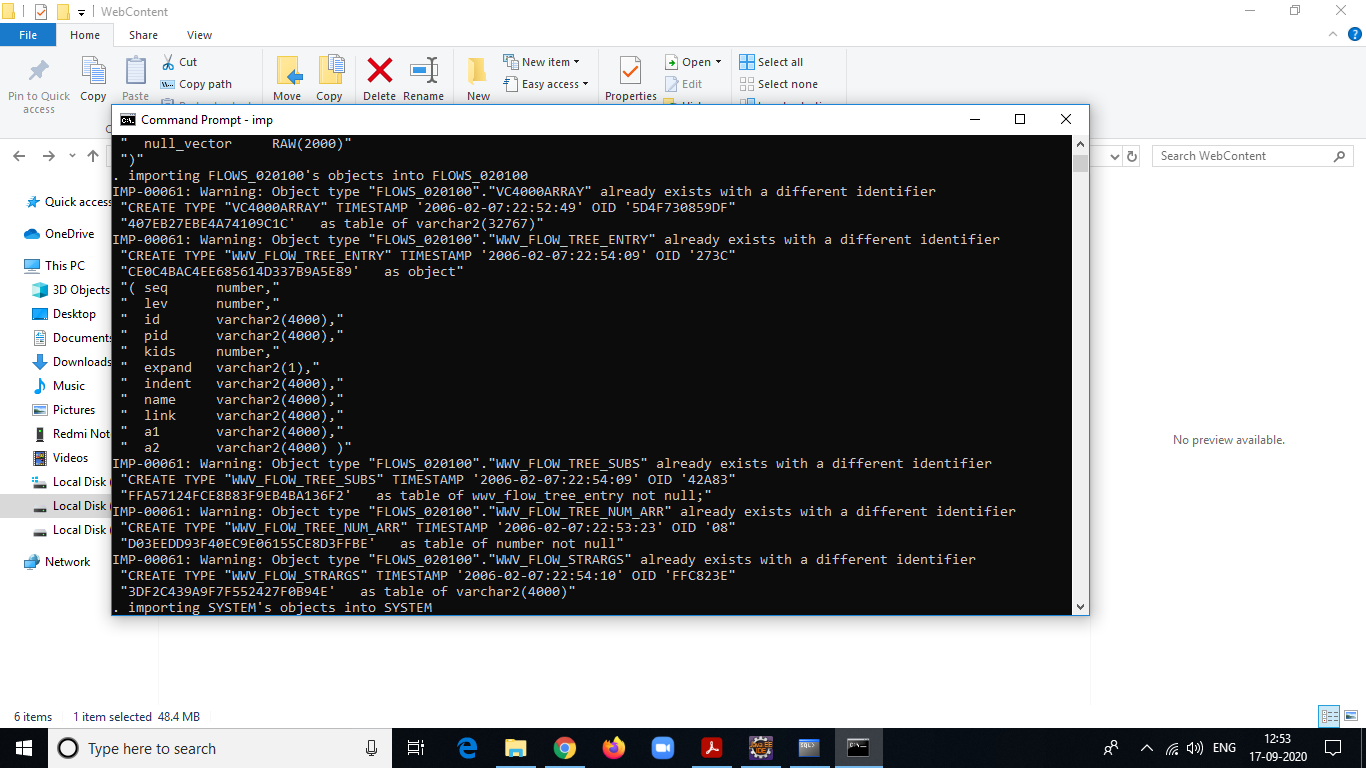 WebContent
File Home Share View
Pin to Quick access
Copy
Paste
Cut
Copy path
Move
Copy
Delete
Rename
New
New item
Easy access
Properties
Open
Edit
Select all
Select none
Command Prompt - imp
Search WebContent
"  null_vector     RAW(2000)"
")"
. importing FLOWS_020100's objects into FLOWS_020100
IMP-00061: Warning: Object type "FLOWS_020100"."VC4000ARRAY" already exists with a different identifier
"CREATE TYPE "VC4000ARRAY" TIMESTAMP '2006-02-07:22:52:49' OID '5D4F730859DF"
"407EB27EBE4A74109C1C'   as table of varchar2(32767)"
IMP-00061: Warning: Object type "FLOWS_020100"."WWV_FLOW_TREE_ENTRY" already exists with a different identifier
"CREATE TYPE "WWV_FLOW_TREE_ENTRY" TIMESTAMP '2006-02-07:22:54:09' OID '273C"
"CE0C4BAC4EE685614D337B9A5E89'   as object"
"( seq      number,"
"  lev      number,"
"  id       varchar2(4000),"
"  pid      varchar2(4000),"
"  kids     number,"
"  expand   varchar2(1),"
"  indent   varchar2(4000),"
"  name     varchar2(4000),"
"  link     varchar2(4000),"
"  a1       varchar2(4000),"
"  a2       varchar2(4000) )"
IMP-00061: Warning: Object type "FLOWS_020100"."WWV_FLOW_TREE_SUBS" already exists with a different identifier
"CREATE TYPE "WWV_FLOW_TREE_SUBS" TIMESTAMP '2006-02-07:22:54:09' OID '42A83"
"FFA57124FCE8B83F9EB4BA136F2'   as table of wwv_flow_tree_entry not null;"
IMP-00061: Warning: Object type "FLOWS_020100"."WWV_FLOW_TREE_NUM_ARR" already exists with a different identifier
"CREATE TYPE "WWV_FLOW_TREE_NUM_ARR" TIMESTAMP '2006-02-07:22:53:23' OID '08"
"D03EEDD93F40EC9E06155CE8D3FFBE'   as table of number not null"
IMP-00061: Warning: Object type "FLOWS_020100"."WWV_FLOW_STRARGS" already exists with a different identifier
"CREATE TYPE "WWV_FLOW_STRARGS" TIMESTAMP '2006-02-07:22:54:10' OID 'FFC823E"
"3DF2C439A9F7F552427F0B94E'   as table of varchar2(4000)"
. importing SYSTEM's objects into SYSTEM
Quick access
OneDrive
This PC
3D Objects
Desktop
Documents
Downloads
Music
Pictures
Redmi Not
Videos
Local Disk (
Local Disk
Local Disk
Network
No preview available.
6 items 1 item selected 48.4 MB
Type here to search
ENG
12:53
17-09-2020